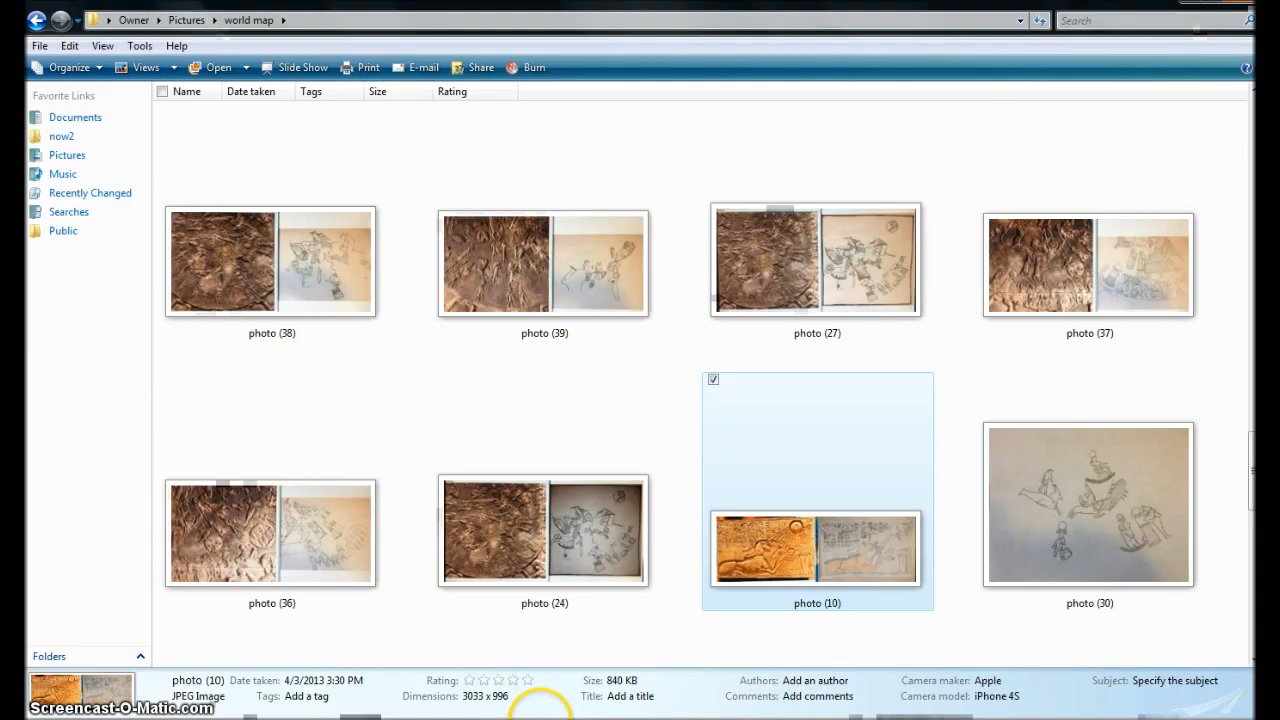 Owner Pictures world map Search
File Edit View Tools Help
Organize Views Open Slide Show Print E-mail Share Burn
Favorite Links
Documents
now2
Pictures
Music
Recently Changed
Searches
Public
Folders
Name Date taken Tags Size Rating
photo (38) photo (39) photo (27) photo (37)
photo (36) photo (24) photo (10) photo (30)
photo (10) Date taken: 4/3/2013 3:30 PM Rating: Size: 840 KB Authors: Add an author Camera maker: Apple Subject: Specify the subject
JPEG Image Tags: Add a tag Dimensions: 3033 x 996 Title: Add a title Comments: Add comments Camera model: iPhone 4S
Screencast-O-Matic.com